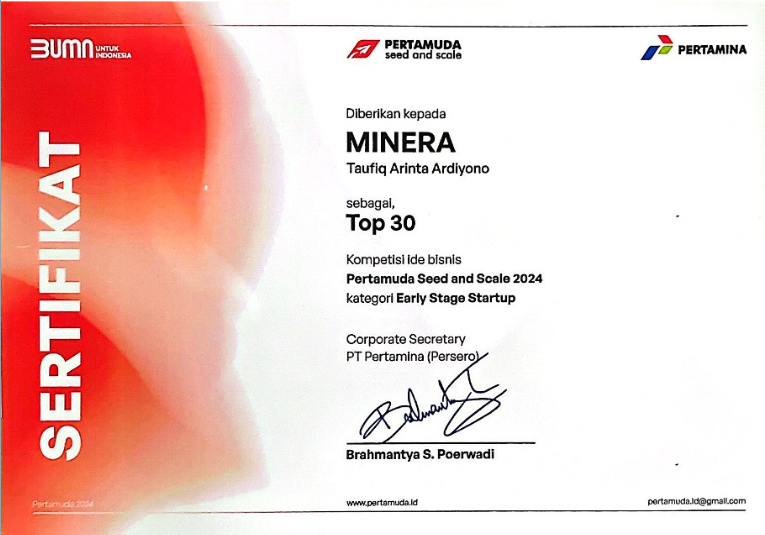 BUMN UNTUK INDONESIA
PERTAMUDA
seed and scale
PERTAMINA
SERTIFIKAT
Diberikan kepada
MINERA
Taufiq Arinta Ardiyono
sebagai,
Top 30
Kompetisi ide bisnis
Pertamuda Seed and Scale 2024
kategori Early Stage Startup
Corporate Secretary
PT Pertamina (Persero)
Brahmantya S. Poerwadi
Pertamuda 2024
www.pertamuda.id
pertamuda.id@gmail.com